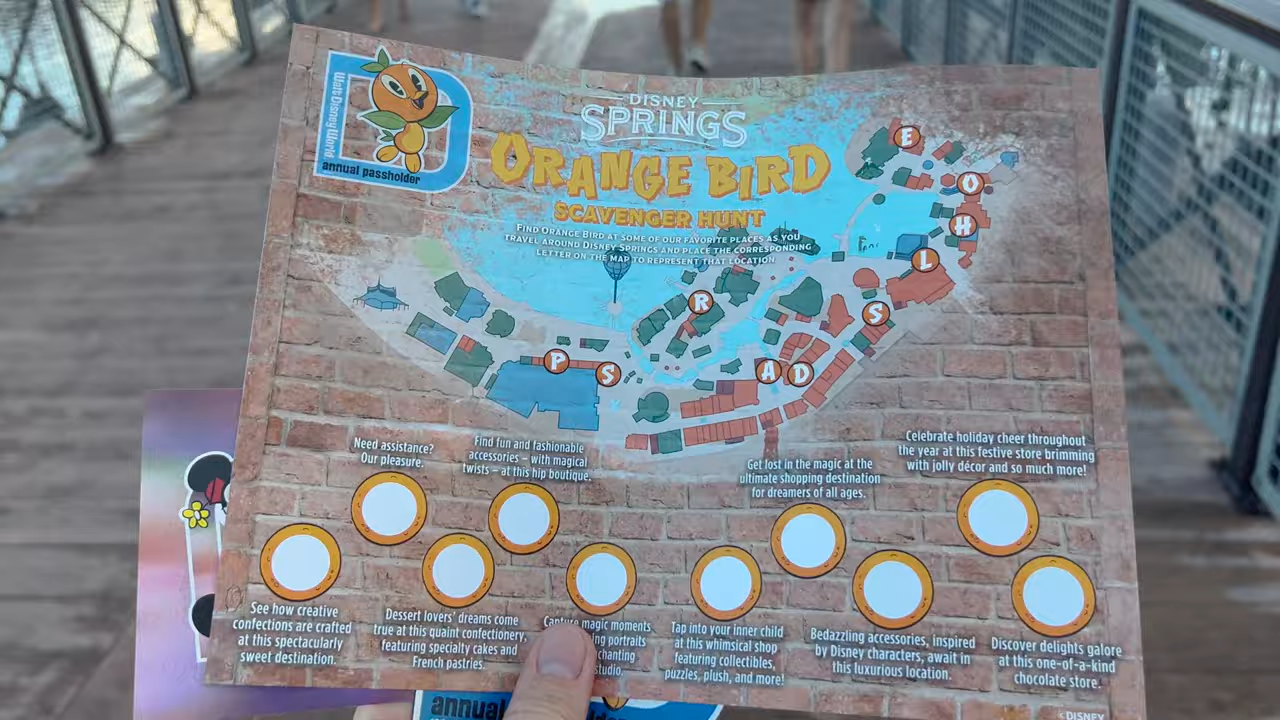 Walt Disney World
annual passholder
DISNEY
SPRINGS
ORANGE BIRD
SCAVENGER HUNT
FIND ORANGE BIRD AT SOME OF OUR FAVORITE PLACES AS YOU
TRAVEL AROUND DISNEY SPRINGS AND PLACE THE CORRESPONDING
LETTER ON THE MAP TO REPRESENT THAT LOCATION.
E
O
H
L
R
S
P
S
A
D
Need assistance?
Our pleasure.
Find fun and fashionable
accessories – with magical
twists – at this hip boutique.
Get lost in the magic at the
ultimate shopping destination
for dreamers of all ages.
Celebrate holiday cheer throughout
the year at this festive store brimming
with jolly décor and so much more!
See how creative
confections are crafted
at this spectacularly
sweet destination.
Dessert lovers' dreams come
true at this quaint confectionery,
featuring specialty cakes and
French pastries.
Capture magic moments
portraits
studio.
Tap into your inner child
at this whimsical shop
featuring collectibles,
puzzles, plush, and more!
Bedazzling accessories, inspired
by Disney characters, await in
this luxurious location.
Discover delights galore
at this one-of-a-kind
chocolate store.
©DISNEY
annual